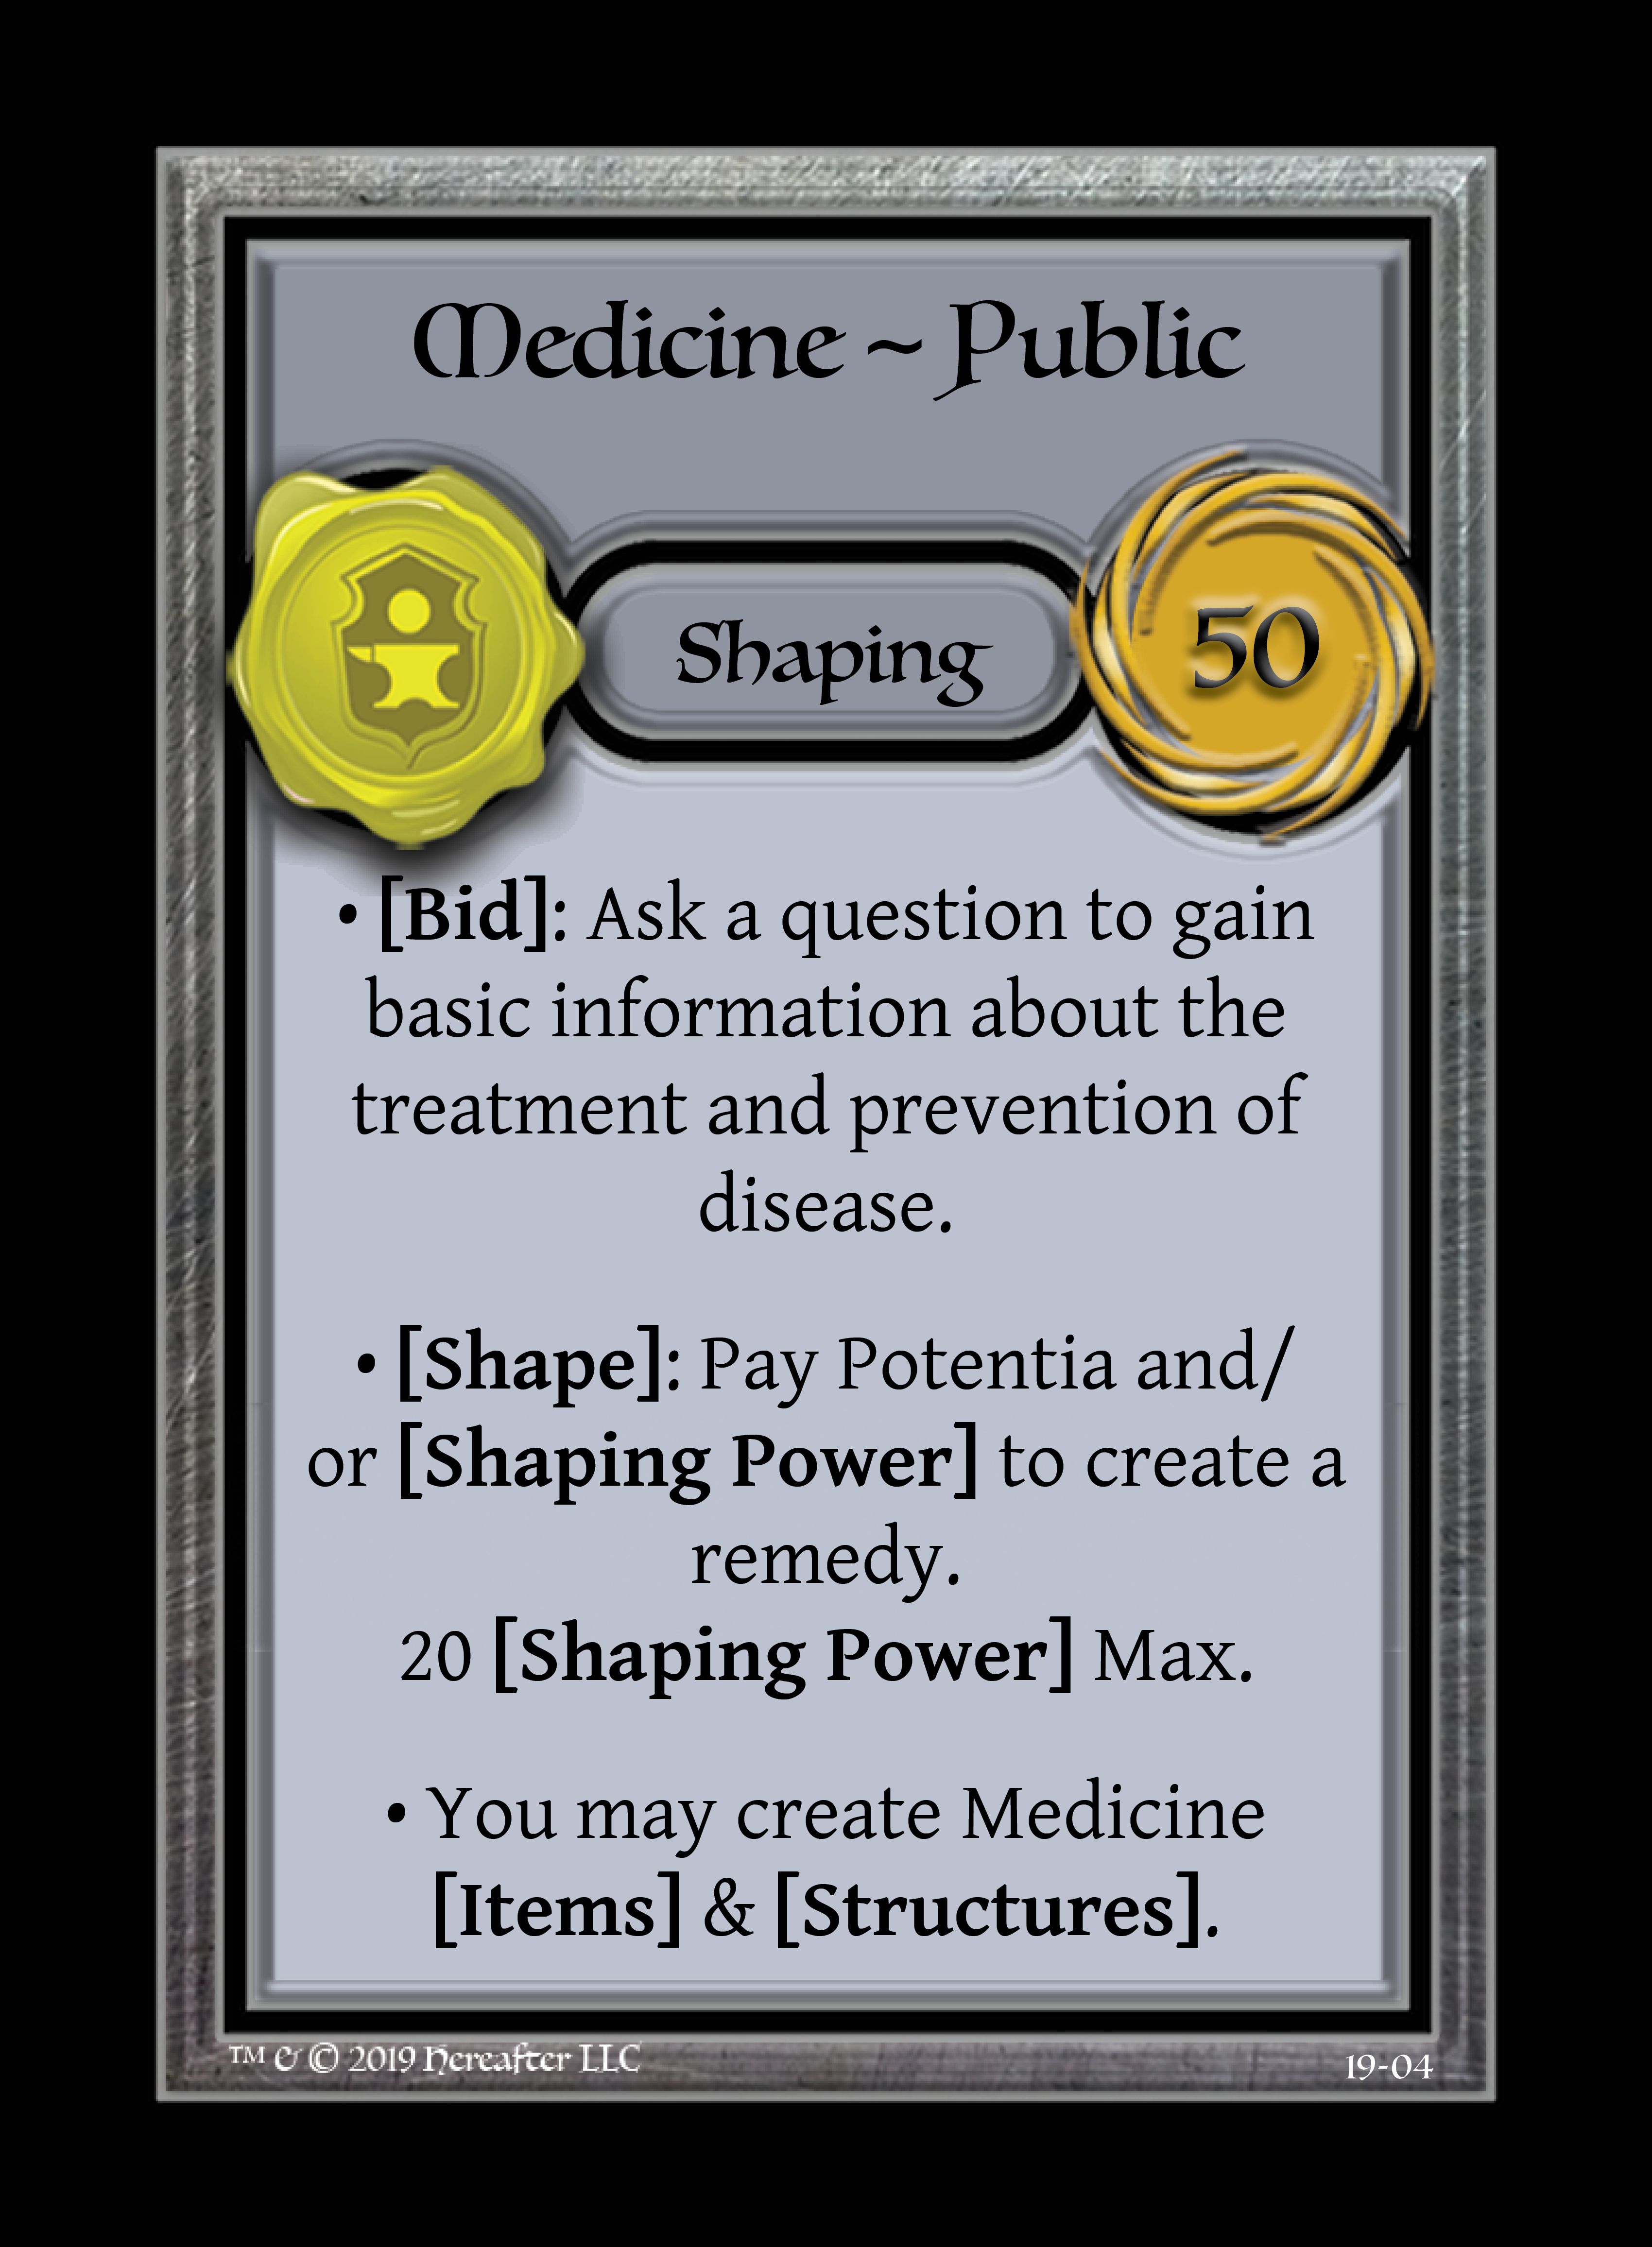 Medicine ~ Public
Shaping
50
• [Bid]: Ask a question to gain
basic information about the
treatment and prevention of
disease.
• [Shape]: Pay Potentia and/
or [Shaping Power] to create a
remedy.
20 [Shaping Power] Max.
• You may create Medicine
[Items] & [Structures].
™ & © 2019 Hereafter LLC
19-04